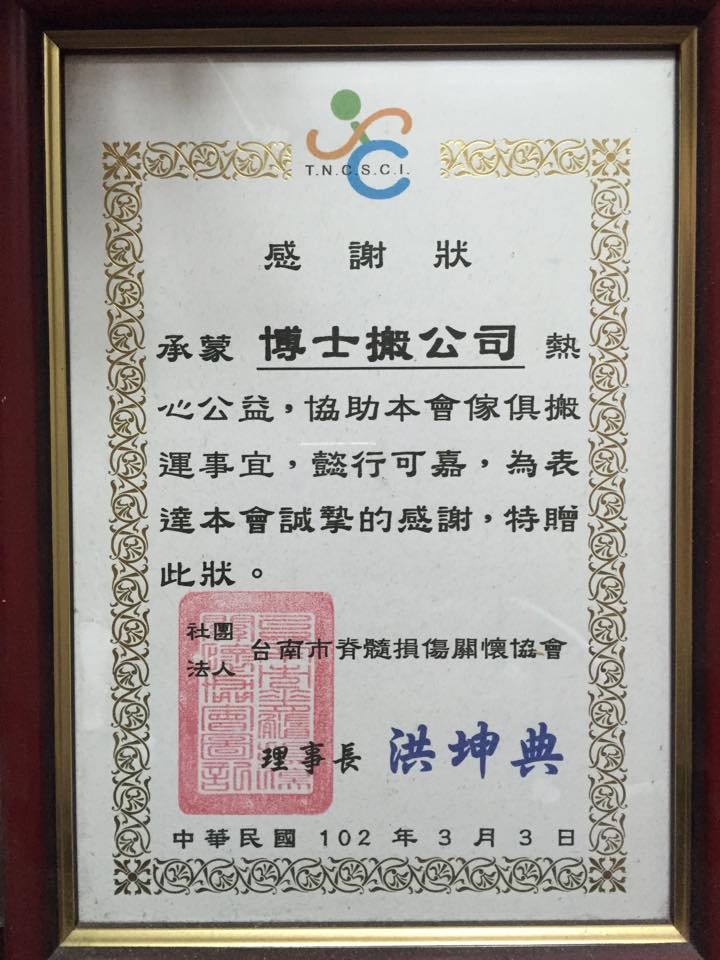 T.N.C.S.C.I.
感謝狀
承蒙 博士搬公司 熱
心公益，協助本會傢俱搬
運事宜，懿行可嘉，為表
達本會誠摯的感謝，特贈
此狀。
社團
法人 台南市脊髓損傷關懷協會
理事長 洪坤典
中華民國 102 年 3 月 3 日